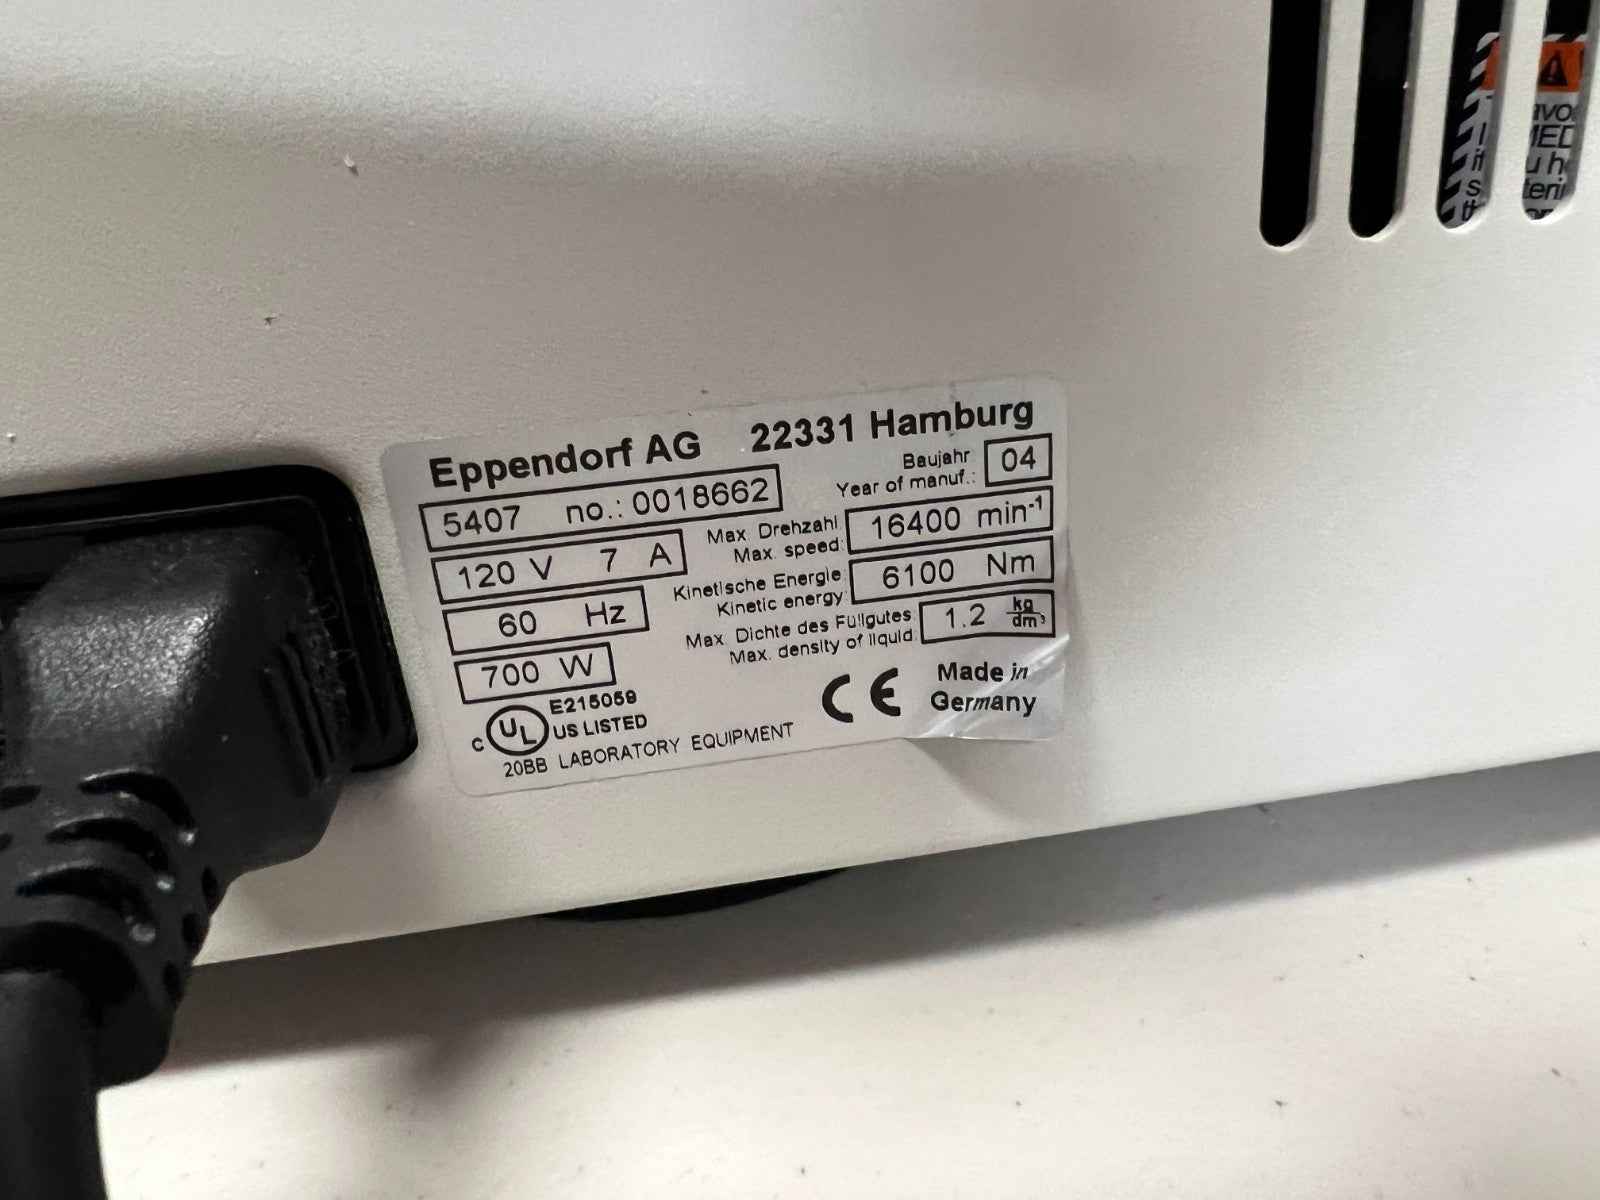 Eppendorf AG 22331 Hamburg
5407 no.: 0018662
Baujahr
Year of manuf.: 04
120 V 7 A
Max. Drehzahl
Max. speed: 16400 min-1
60 Hz
Kinetische Energie
Kinetic energy: 6100 Nm
700 W
Max. Dichte des Füllgutes
Max. density of liquid: 1.2 kg/dm³
E215059
c UL US LISTED
20BB LABORATORY EQUIPMENT
CE
Made in
Germany